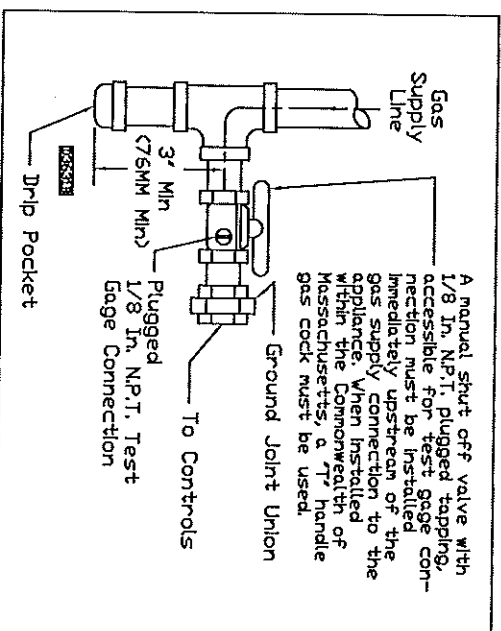 A manual shut off valve with
1/8 In. N.P.T. plugged tapping,
accessible for test gage con-
nection must be installed
immediately upstream of the
gas supply connection to the
appliance. When installed
within the Commonwealth of
Massachusetts, a "T" handle
gas cock must be used.
Gas
Supply
Line
Ground Joint Union
To Controls
3" Min
(76MM Min)
Plugged
1/8 In. N.P.T. Test
Gage Connection
Drip Pocket